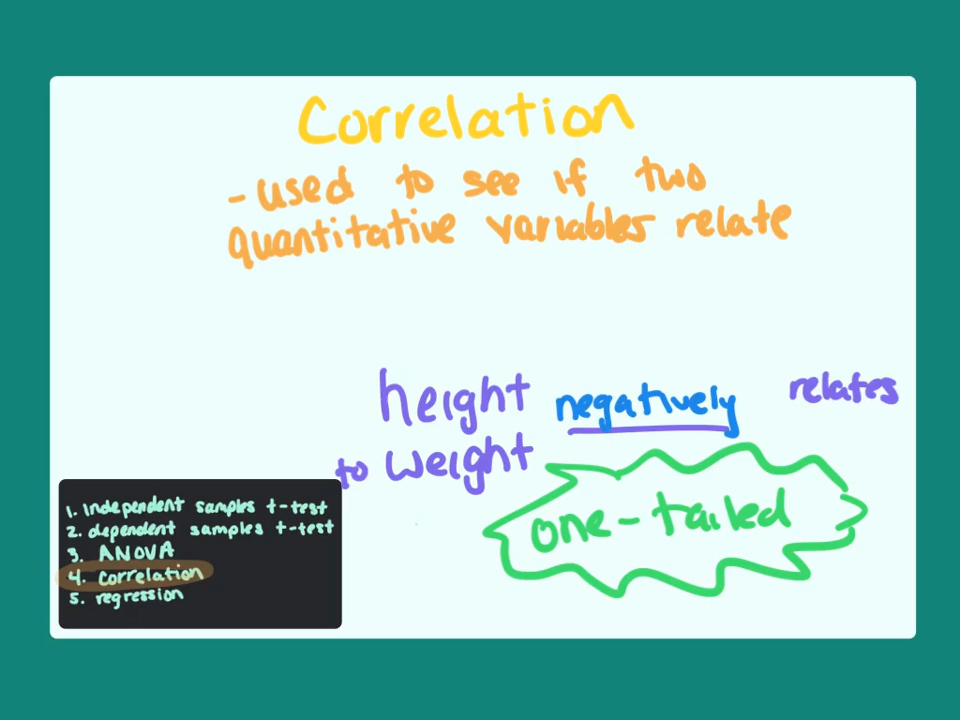 Correlation
- used to see if two
quantitative variables relate
height negatively relates
to weight
one-tailed
1. Independent samples t-test
2. dependent samples t-test
3. ANOVA
4. correlation
5. regression